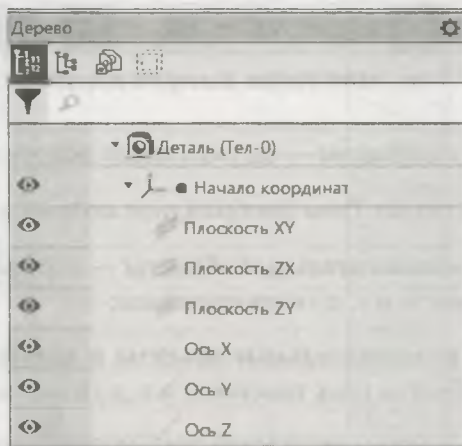 Дерево
Деталь (Тел-0)
Начало координат
Плоскость XY
Плоскость ZX
Плоскость ZY
Ось X
Ось Y
Ось Z